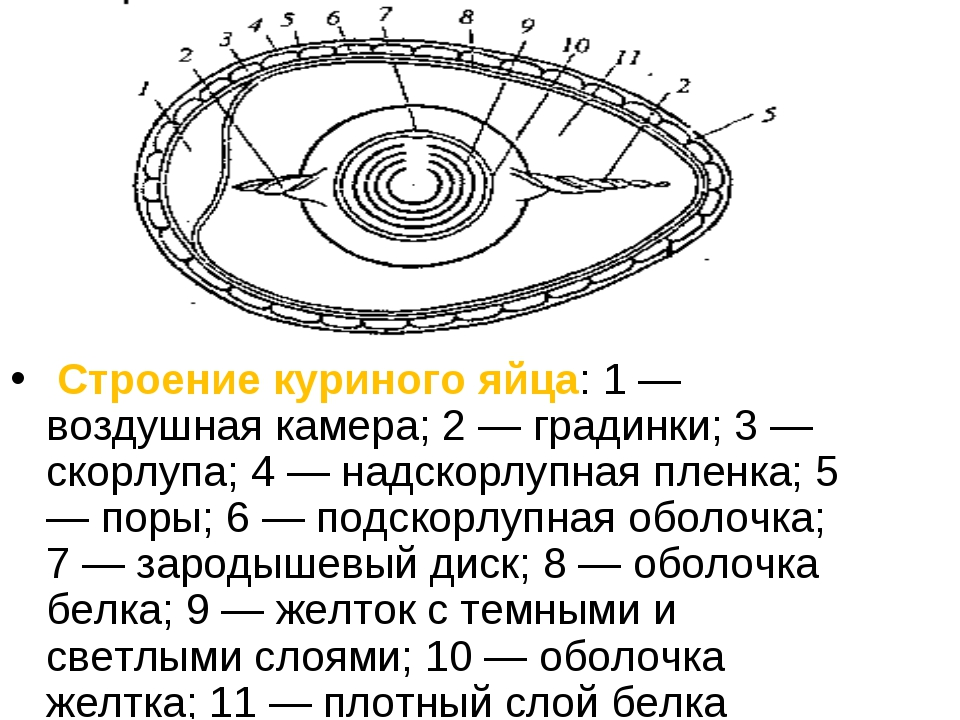 1 2 3 4 5 6 7 8 9 10 11 2 5
• Строение куриного яйца: 1 —
воздушная камера; 2 — градинки; 3 —
скорлупа; 4 — надскорлупная пленка; 5
— поры; 6 — подскорлупная оболочка;
7 — зародышевый диск; 8 — оболочка
белка; 9 — желток с темными и
светлыми слоями; 10 — оболочка
желтка; 11 — плотный слой белка